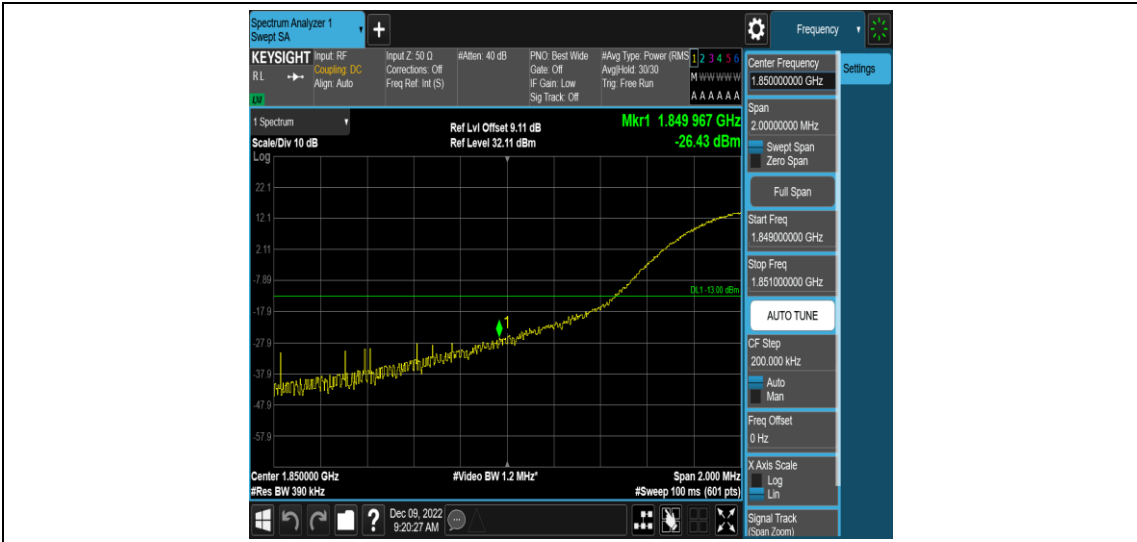 Spectrum Analyzer 1
Swept SA
+
Frequency
KEYSIGHT
RL
LXI
Input: RF
Coupling: DC
Align: Auto
Input Z: 50 Ω
Corrections: Off
Freq Ref: Int (S)
#Atten: 40 dB
PNO: Best Wide
Gate: Off
IF Gain: Low
Sig Track: Off
#Avg Type: Power (RMS
Avg|Hold: 30/30
Trig: Free Run
1 2 3 4 5 6
M W W W W W
A A A A A A
1 Spectrum
Scale/Div 10 dB
Log
Ref Lvl Offset 9.11 dB
Ref Level 32.11 dBm
Mkr1 1.849 967 GHz
-26.43 dBm
22.1
12.1
2.11
-7.89
-17.9
-27.9
-37.9
-47.9
-57.9
DL1 -13.00 dBm
1
Center 1.850000 GHz
#Res BW 390 kHz
#Video BW 1.2 MHz*
Span 2.000 MHz
#Sweep 100 ms (601 pts)
?
Dec 09, 2022
9:20:27 AM
Center Frequency
1.850000000 GHz
Settings
Span
2.00000000 MHz
Swept Span
Zero Span
Full Span
Start Freq
1.849000000 GHz
Stop Freq
1.851000000 GHz
AUTO TUNE
CF Step
200.000 kHz
Auto
Man
Freq Offset
0 Hz
X Axis Scale
Log
Lin
Signal Track
(Span Zoom)